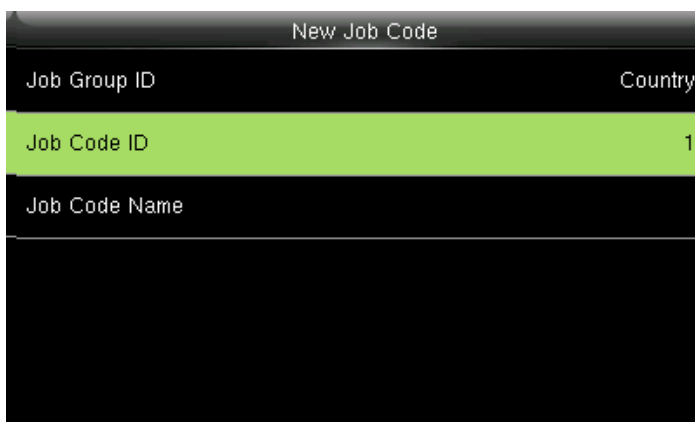 New Job Code
Job Group ID Country
Job Code ID 1
Job Code Name